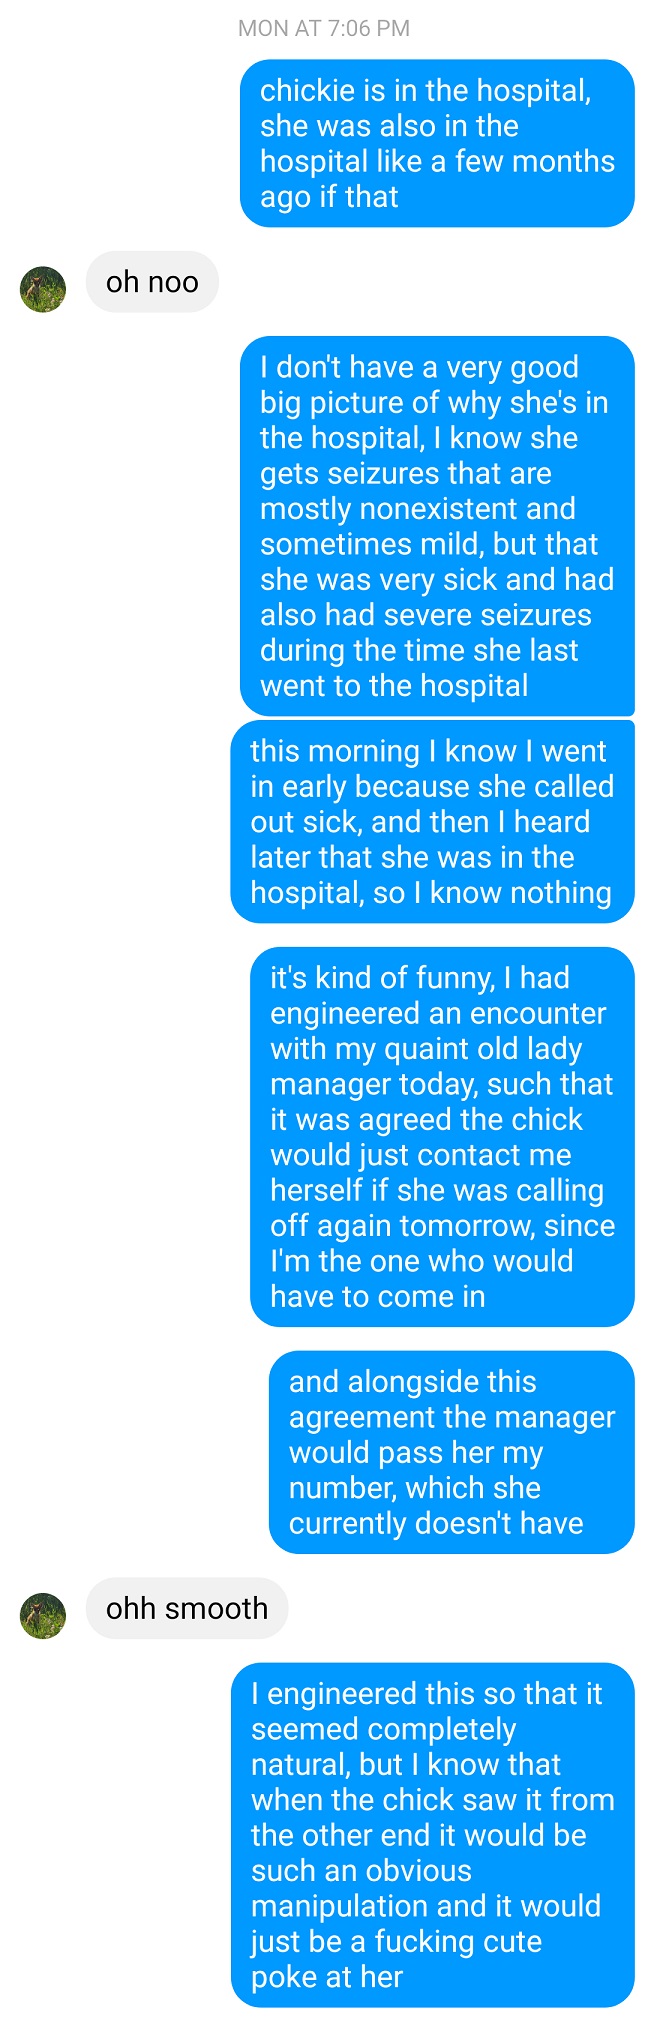 MON AT 7:06 PM
chickie is in the hospital,
she was also in the
hospital like a few months
ago if that
oh noo
I don't have a very good
big picture of why she's in
the hospital, I know she
gets seizures that are
mostly nonexistent and
sometimes mild, but that
she was very sick and had
also had severe seizures
during the time she last
went to the hospital
this morning I know I went
in early because she called
out sick, and then I heard
later that she was in the
hospital, so I know nothing
it's kind of funny, I had
engineered an encounter
with my quaint old lady
manager today, such that
it was agreed the chick
would just contact me
herself if she was calling
off again tomorrow, since
I'm the one who would
have to come in
and alongside this
agreement the manager
would pass her my
number, which she
currently doesn't have
ohh smooth
I engineered this so that it
seemed completely
natural, but I know that
when the chick saw it from
the other end it would be
such an obvious
manipulation and it would
just be a fucking cute
poke at her